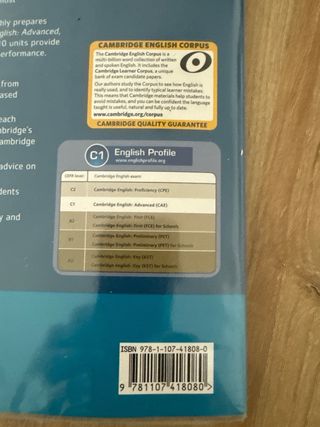 most
hly prepares
glish: Advanced,
10 units provide
performance.
from
ased
each
mbridge's
ambridge
advice on
dents
y and
CAMBRIDGE ENGLISH CORPUS
The Cambridge English Corpus is a
multi-billion word collection of written
and spoken English. It includes the
Cambridge Learner Corpus, a unique
bank of exam candidate papers.
Our authors study the Corpus to see how English is
really used, and to identify typical learner mistakes.
This means that Cambridge materials help students to
avoid mistakes, and you can be confident the language
taught is useful, natural and fully up to date.
www.cambridge.org/corpus
CAMBRIDGE QUALITY GUARANTEE
C1 English Profile
www.englishprofile.org
CEFR level: Cambridge English exam:
C2 Cambridge English: Proficiency (CPE)
C1 Cambridge English: Advanced (CAE)
B2 Cambridge English: First (FCE)
Cambridge English: First (FCE) for Schools
B1 Cambridge English: Preliminary (PET)
Cambridge English: Preliminary (PET) for Schools
A2 Cambridge English: Key (KET)
Cambridge English: Key (KET) for Schools
ISBN 978-1-107-41808-0
9 781107 418080 >